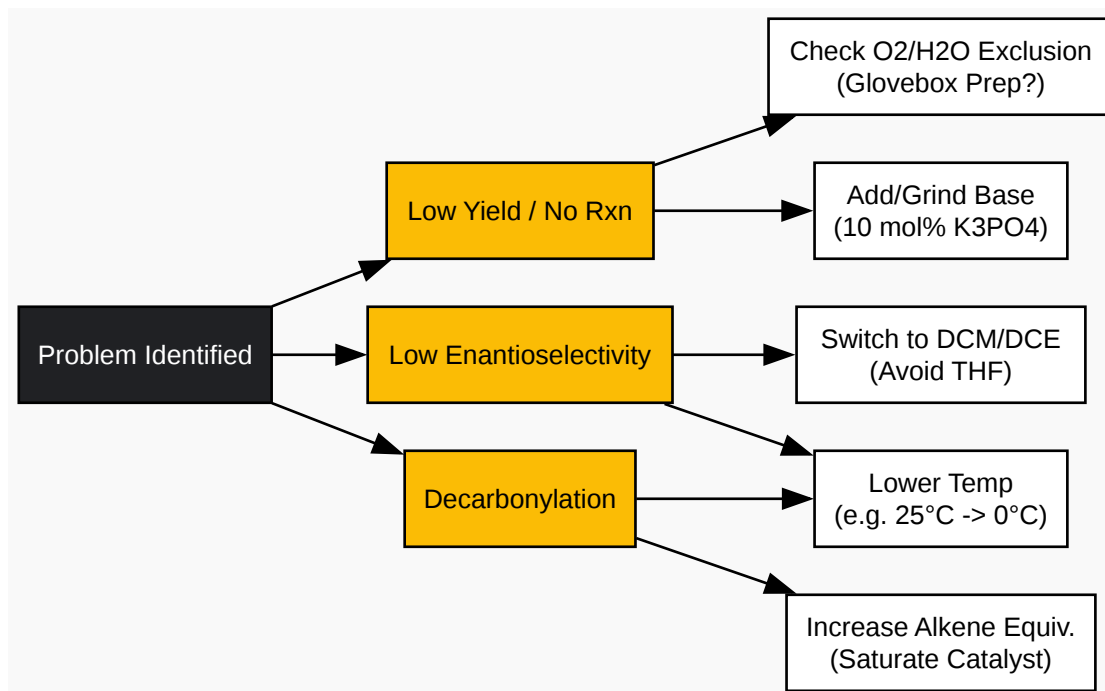 Check O2/H2O Exclusion
(Glovebox Prep?)
Low Yield / No Rxn
Add/Grind Base
(10 mol% K3PO4)
Problem Identified
Low Enantioselectivity
Switch to DCM/DCE
(Avoid THF)
Decarbonylation
Lower Temp
(e.g. 25°C -> 0°C)
Increase Alkene Equiv.
(Saturate Catalyst)